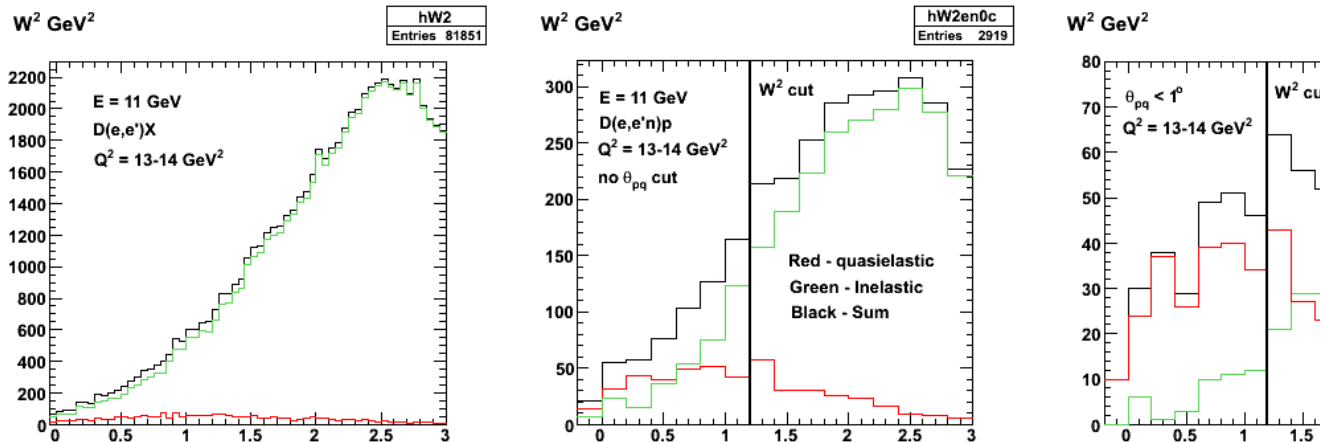 W² GeV²
hW2
Entries 81851
E = 11 GeV
D(e,e')X
Q² = 13-14 GeV²
2200
2000
1800
1600
1400
1200
1000
800
600
400
200
0
0 0.5 1 1.5 2 2.5 3
W² GeV²
hW2en0c
Entries 2919
E = 11 GeV
D(e,e'n)p
Q² = 13-14 GeV²
no θpq cut
W² cut
Red - quasielastic
Green - Inelastic
Black - Sum
300
250
200
150
100
50
0
0 0.5 1 1.5 2 2.5 3
W² GeV²
θpq < 1°
Q² = 13-14 GeV²
W² cu
80
70
60
50
40
30
20
10
0
0 0.5 1 1.5